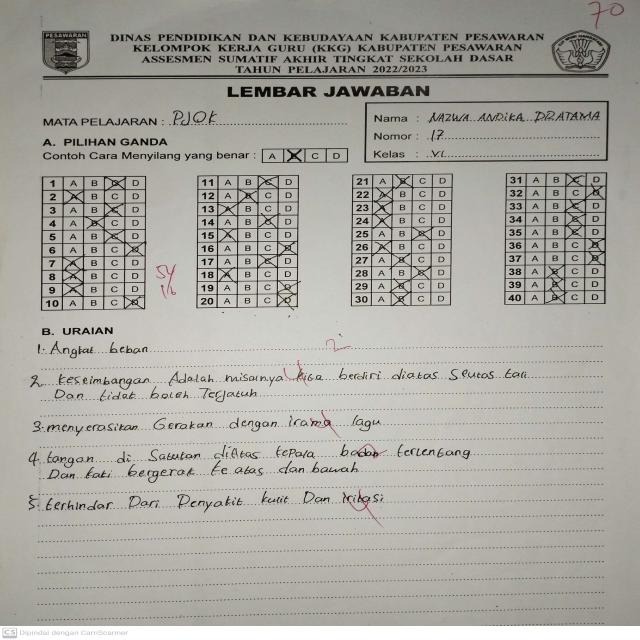 70
PESAWARAN
DINAS PENDIDIKAN DAN KEBUDAYAAN KABUPATEN PESAWARAN
KELOMPOK KERJA GURU (KKG) KABUPATEN PESAWARAN
ASSESMEN SUMATIF AKHIR TINGKAT SEKOLAH DASAR
TAHUN PELAJARAN 2022/2023
LEMBAR JAWABAN
MATA PELAJARAN : PJOK
Nama : NAZWA ANDIKA PRATAMA
Nomor : 17
Kelas : VI
A. PILIHAN GANDA
Contoh Cara Menyilang yang benar : A B C D
1 A B C D 11 A B C D 21 A B C D 31 A B C D
2 A B C D 12 A B C D 22 A B C D 32 A B C D
3 A B C D 13 A B C D 23 A B C D 33 A B C D
4 A B C D 14 A B C D 24 A B C D 34 A B C D
5 A B C D 15 A B C D 25 A B C D 35 A B C D
6 A B C D 16 A B C D 26 A B C D 36 A B C D
7 A B C D 17 A B C D 27 A B C D 37 A B C D
8 A B C D 18 A B C D 28 A B C D 38 A B C D
9 A B C D 19 A B C D 29 A B C D 39 A B C D
10 A B C D 20 A B C D 30 A B C D 40 A B C D
54
16
B. URAIAN
1. Angkat beban 2
2. keseimbangan Adalah misalnya kita berdiri diatas Seutas tali
Dan tidak boleh Terjatuh
3. menyerasikan Gerakan dengan irama lagu
4. tangan di Satukan diatas kepala badan terlentang
Dan kaki bergerak ke atas dan bawah
5. terhindar Dari Penyakit kulit Dan iritasi
CS Dipindai dengan CamScanner